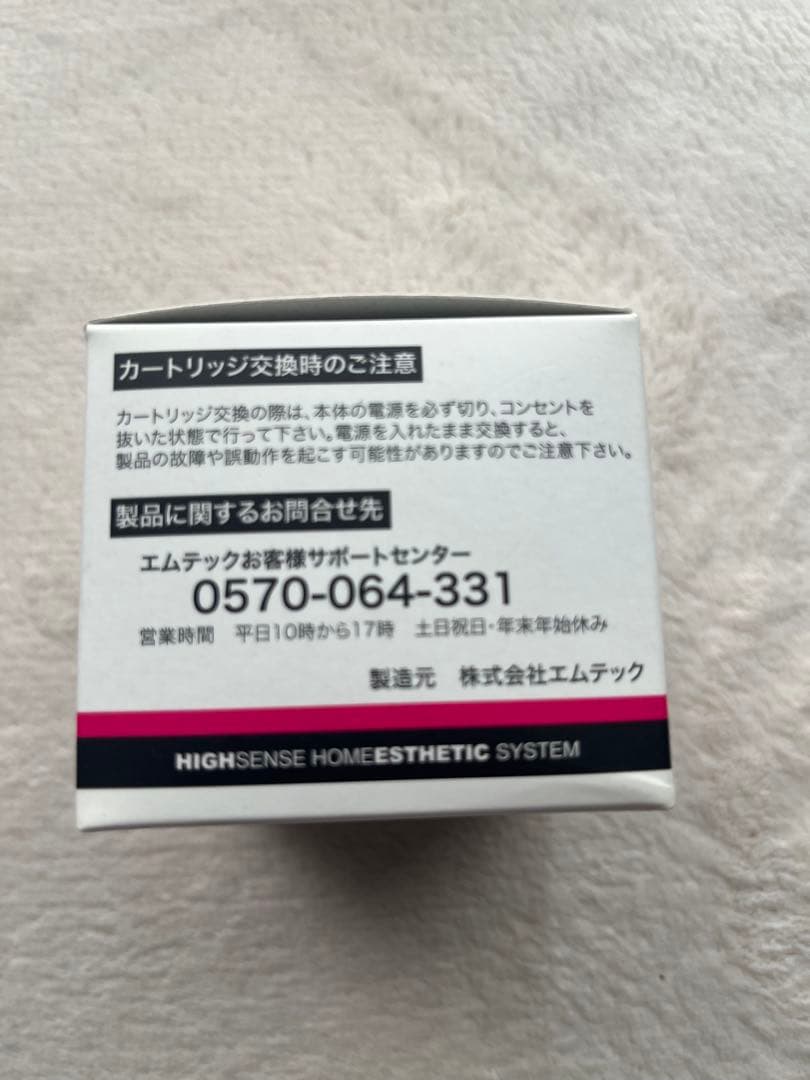 カートリッジ交換時のご注意
カートリッジ交換の際は、本体の電源を必ず切り、コンセントを
抜いた状態で行って下さい。電源を入れたまま交換すると、
製品の故障や誤動作を起こす可能性がありますのでご注意下さい。
製品に関するお問合せ先
エムテックお客様サポートセンター
0570-064-331
営業時間 平日10時から17時 土日祝日・年末年始休み
製造元 株式会社エムテック
HIGHSENSE HOMEESTHETIC SYSTEM